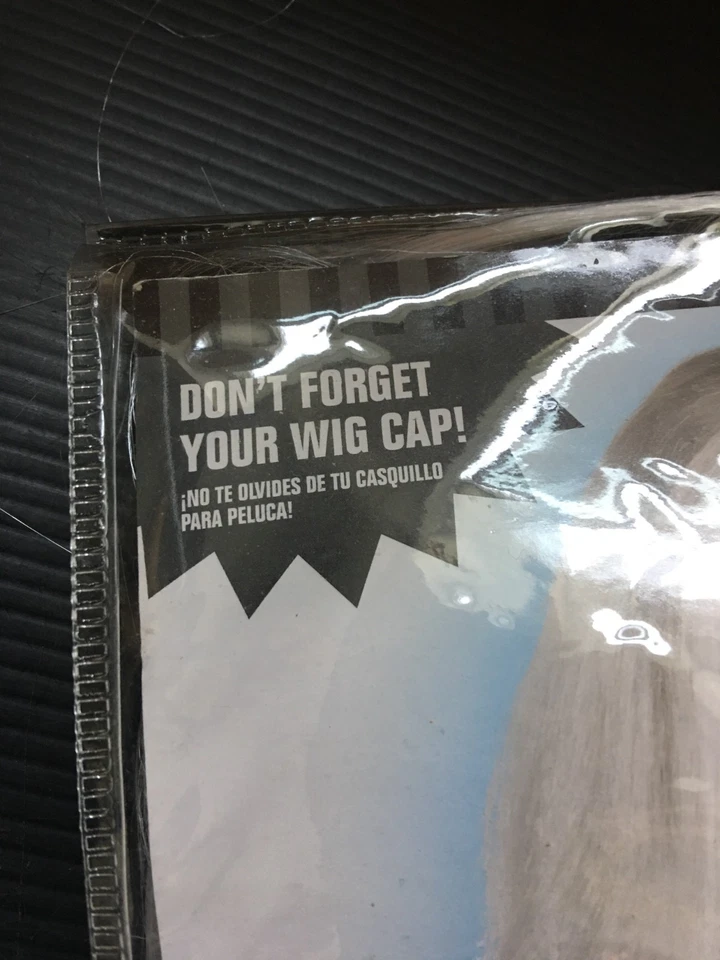 DON'T FORGET
YOUR WIG CAP!
¡NO TE OLVIDES DE TU CASQUILLO
PARA PELUCA!